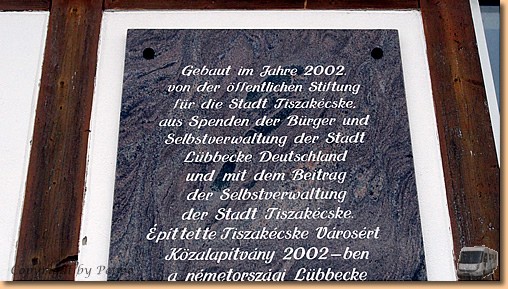 Gebaut im Jahre 2002.
von der öffentlichen Stiftung
für die Stadt Tiszakécske,
aus Spenden der Bürger und
Selbstverwaltung der Stadt
Lübbecke Deutschland
und mit dem Beitrag
der Selbstverwaltung
der Stadt Tiszakécske.
Építtette Tiszakécske Városért
Közalapítvány 2002-ben
a németországi Lübbecke